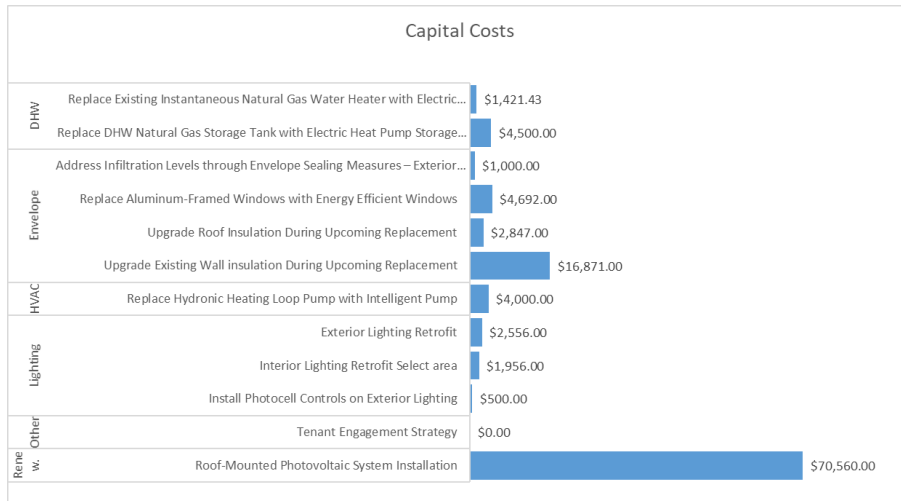 Capital Costs
DHW
Replace Existing Instantaneous Natural Gas Water Heater with Electric...
$1,421.43
Replace DHW Natural Gas Storage Tank with Electric Heat Pump Storage...
$4,500.00
Envelope
Address Infiltration Levels through Envelope Sealing Measures – Exterior...
$1,000.00
Replace Aluminum-Framed Windows with Energy Efficient Windows
$4,692.00
Upgrade Roof Insulation During Upcoming Replacement
$2,847.00
Upgrade Existing Wall insulation During Upcoming Replacement
$16,871.00
HVAC
Replace Hydronic Heating Loop Pump with Intelligent Pump
$4,000.00
Lighting
Exterior Lighting Retrofit
$2,556.00
Interior Lighting Retrofit Select area
$1,956.00
Install Photocell Controls on Exterior Lighting
$500.00
Other
Tenant Engagement Strategy
$0.00
Rene
w.
Roof-Mounted Photovoltaic System Installation
$70,560.00